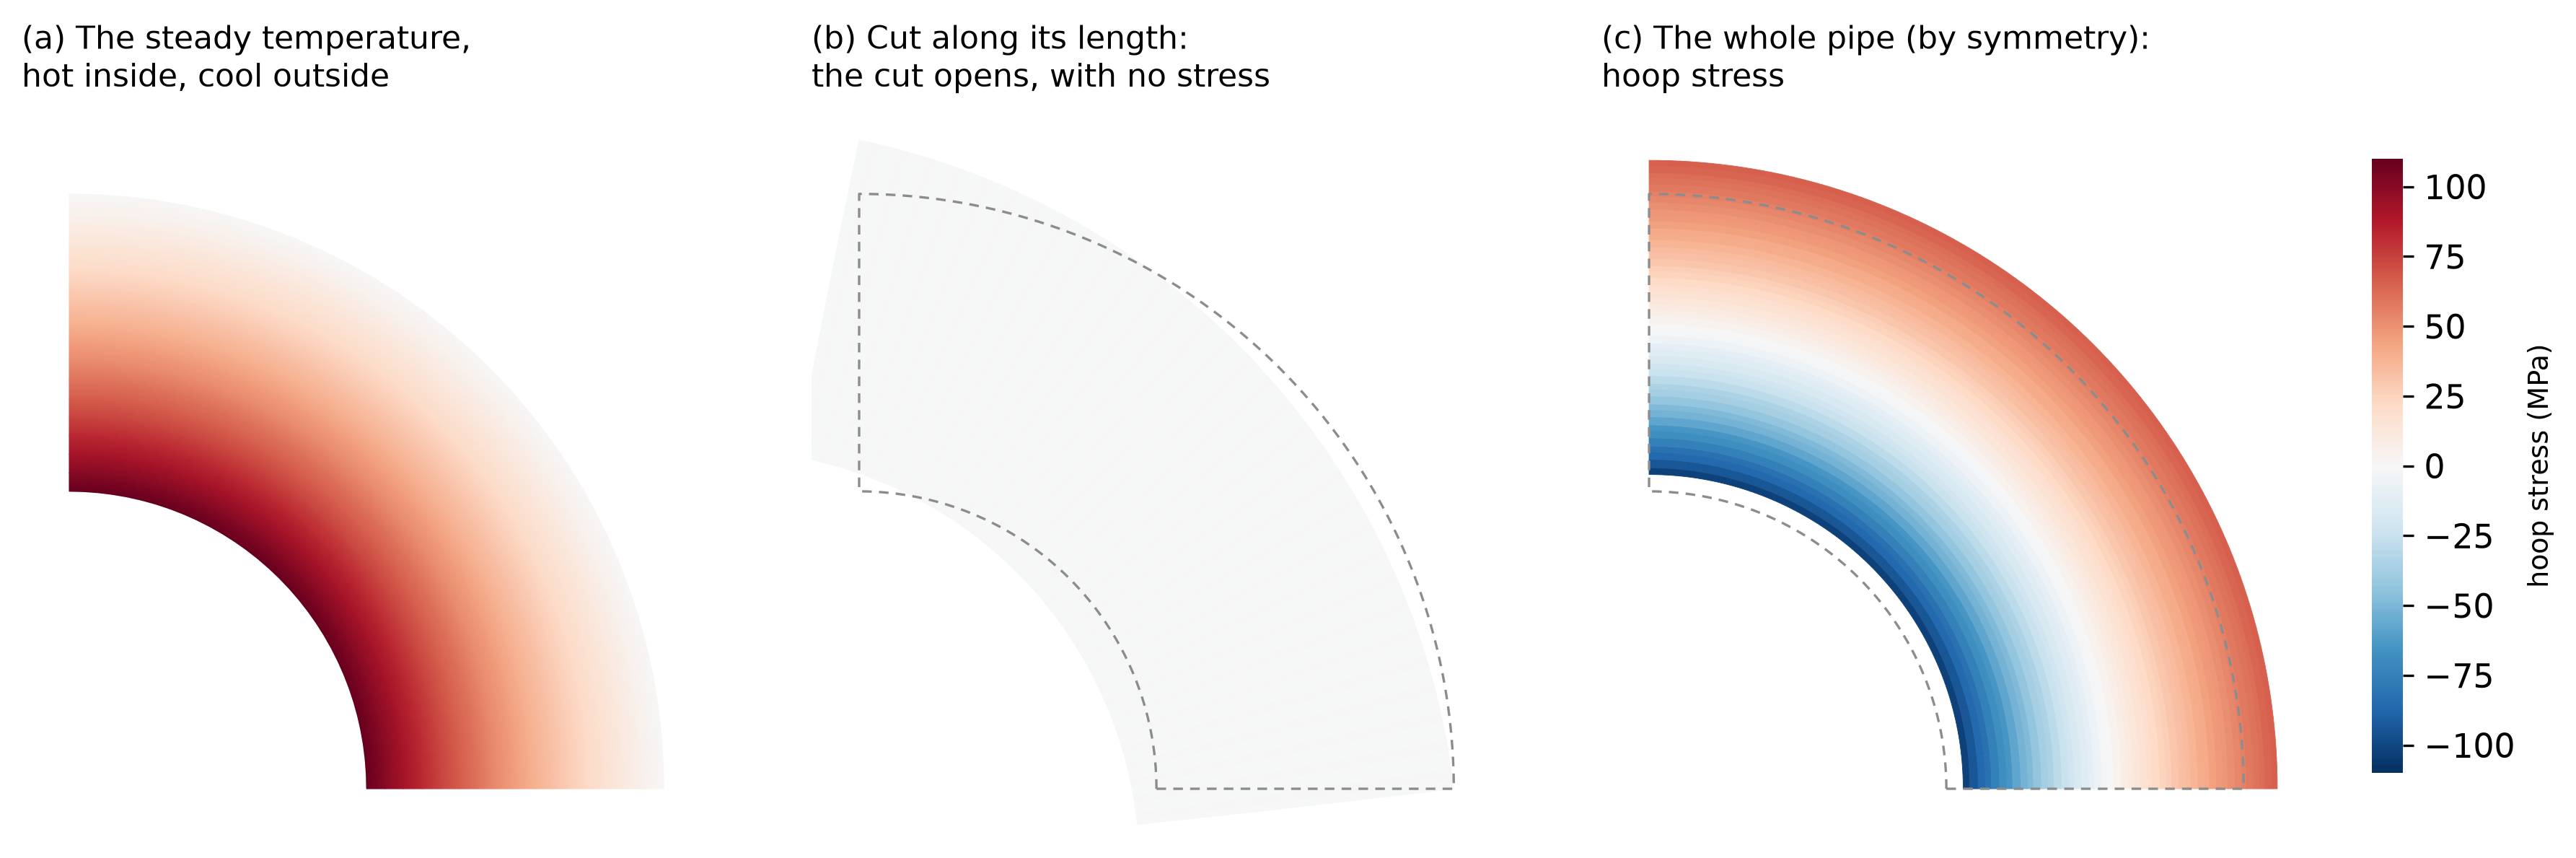 (a) The steady temperature,
hot inside, cool outside
(b) Cut along its length:
the cut opens, with no stress
(c) The whole pipe (by symmetry):
hoop stress
100
75
50
25
0
−25
−50
−75
−100
hoop stress (MPa)